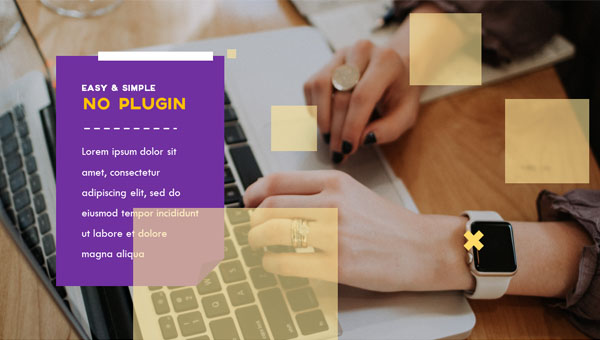 EASY & SIMPLE
NO PLUGIN
Lorem ipsum dolor sit
amet, consectetur
adipiscing elit, sed do
eiusmod tempor incididunt
ut labore et dolore
magna aliqua